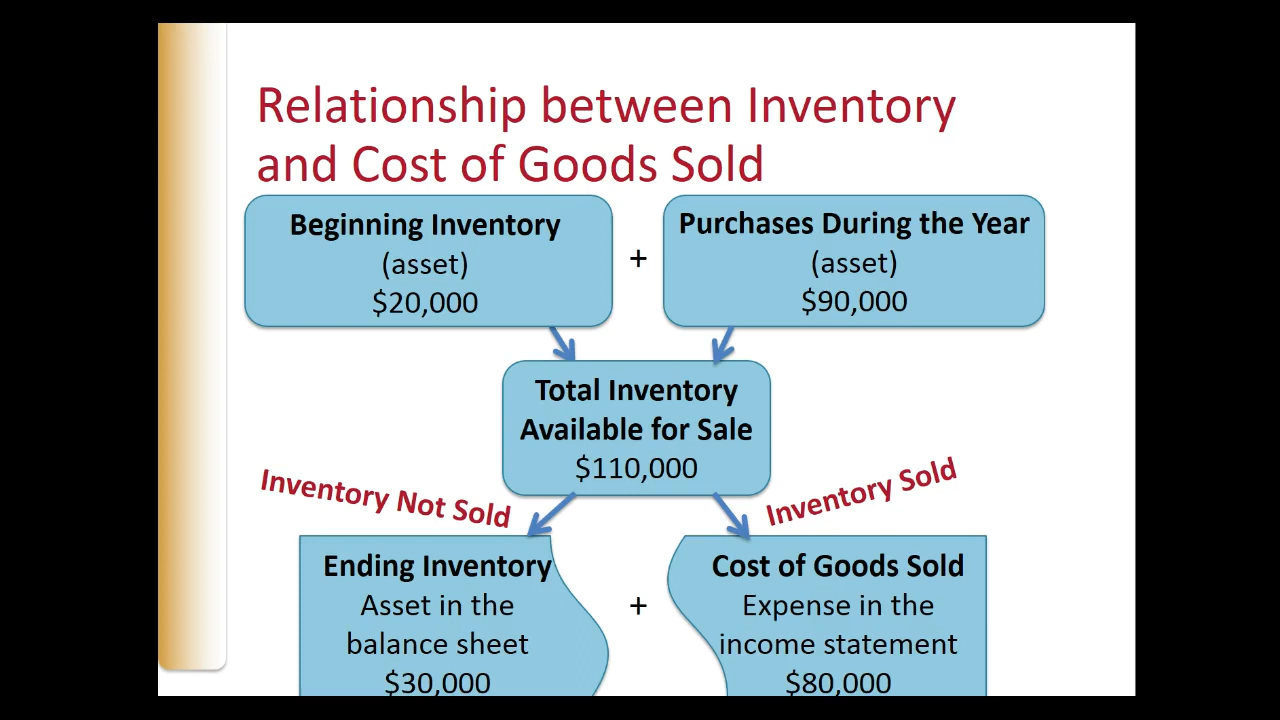 Relationship between Inventory
and Cost of Goods Sold
Beginning Inventory
(asset)
$20,000
+
Purchases During the Year
(asset)
$90,000
Total Inventory
Available for Sale
$110,000
Inventory Not Sold
Inventory Sold
Ending Inventory
Asset in the
balance sheet
$30,000
+
Cost of Goods Sold
Expense in the
income statement
$80,000